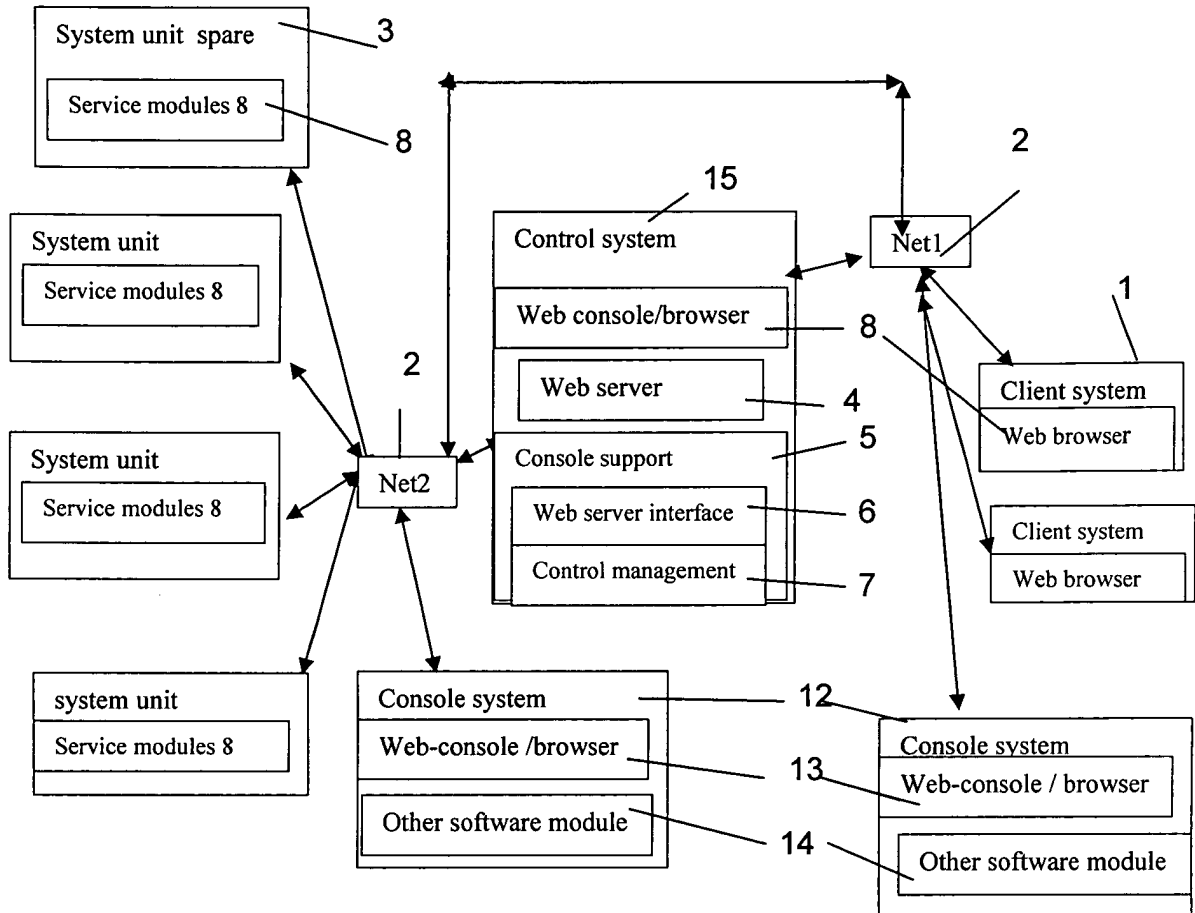 System unit spare
3
Service modules 8
8
System unit
Service modules 8
System unit
Service modules 8
system unit
Service modules 8
2
Net2
15
Control system
Web console/browser
8
Web server
4
Console support
5
Web server interface
6
Control management
7
2
Net1
1
Client system
Web browser
Client system
Web browser
Console system
12
Web-console /browser
13
Other software module
14
Console system
Web-console / browser
Other software module